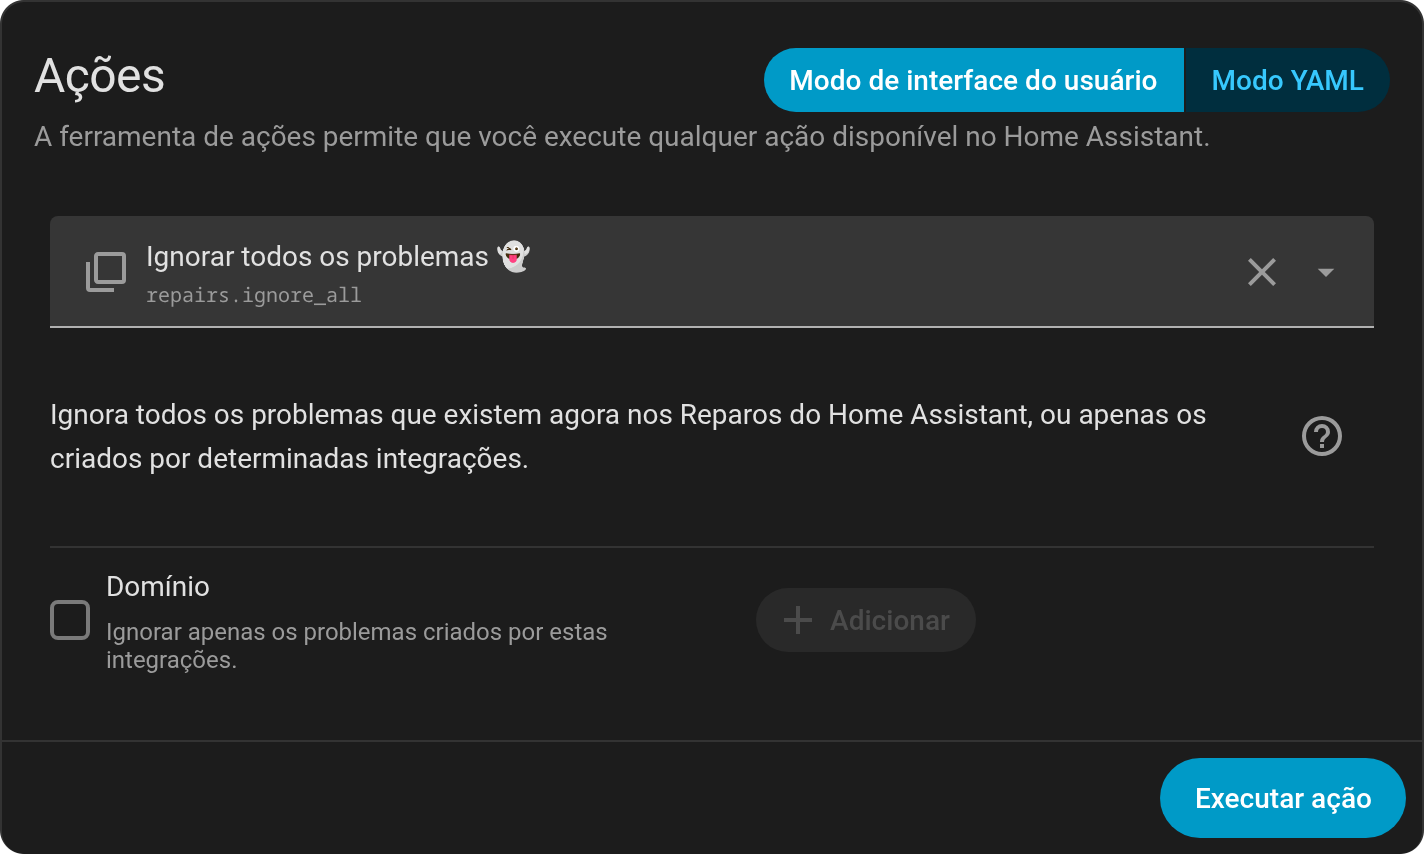 Ações
Modo de interface do usuário
Modo YAML
A ferramenta de ações permite que você execute qualquer ação disponível no Home Assistant.
Ignorar todos os problemas 👻
repairs.ignore_all
Ignora todos os problemas que existem agora nos Reparos do Home Assistant, ou apenas os
criados por determinadas integrações.
Domínio
Ignorar apenas os problemas criados por estas
integrações.
Adicionar
Executar ação